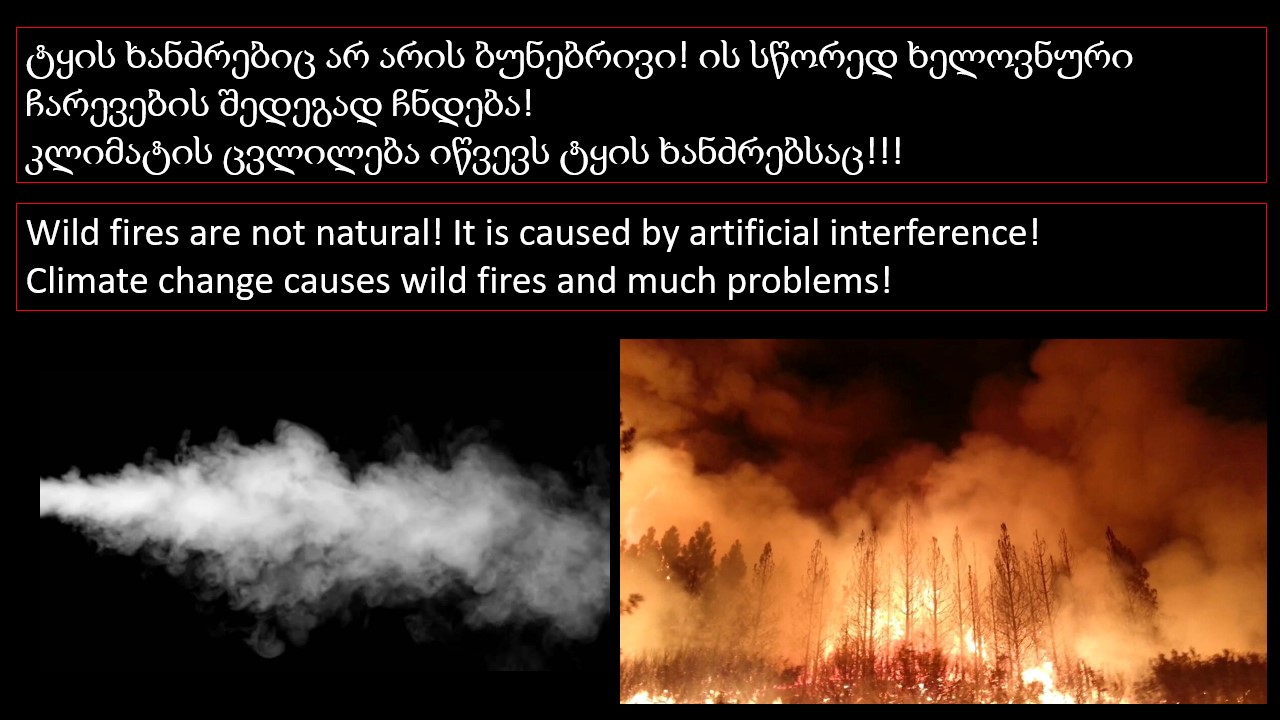 ტყის ხანძრებიც არ არის ბუნებრივი! ის სწორედ ხელოვნური
ჩარევების შედეგად ჩნდება!
კლიმატის ცვლილება იწვევს ტყის ხანძრებსაც!!!
Wild fires are not natural! It is caused by artificial interference!
Climate change causes wild fires and much problems!